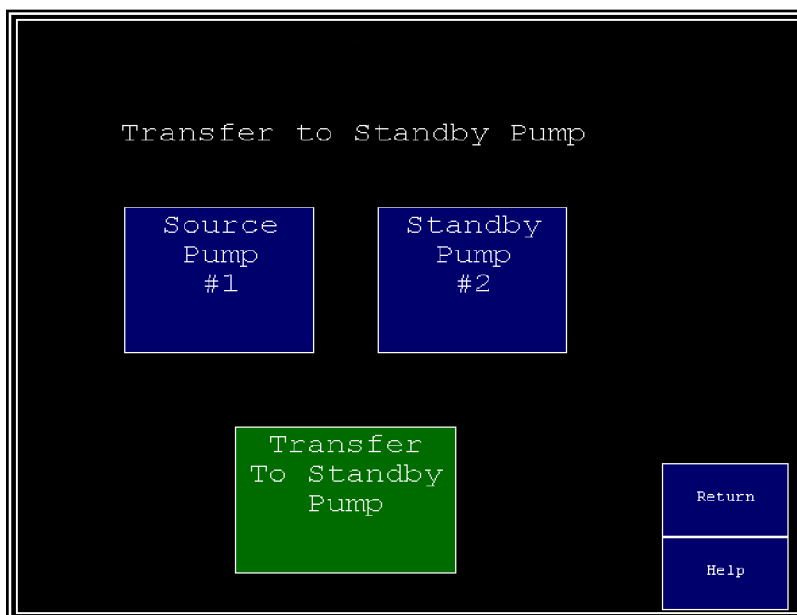 Transfer to Standby Pump
Source
Pump
#1
Standby
Pump
#2
Transfer
To Standby
Pump
Return
Help